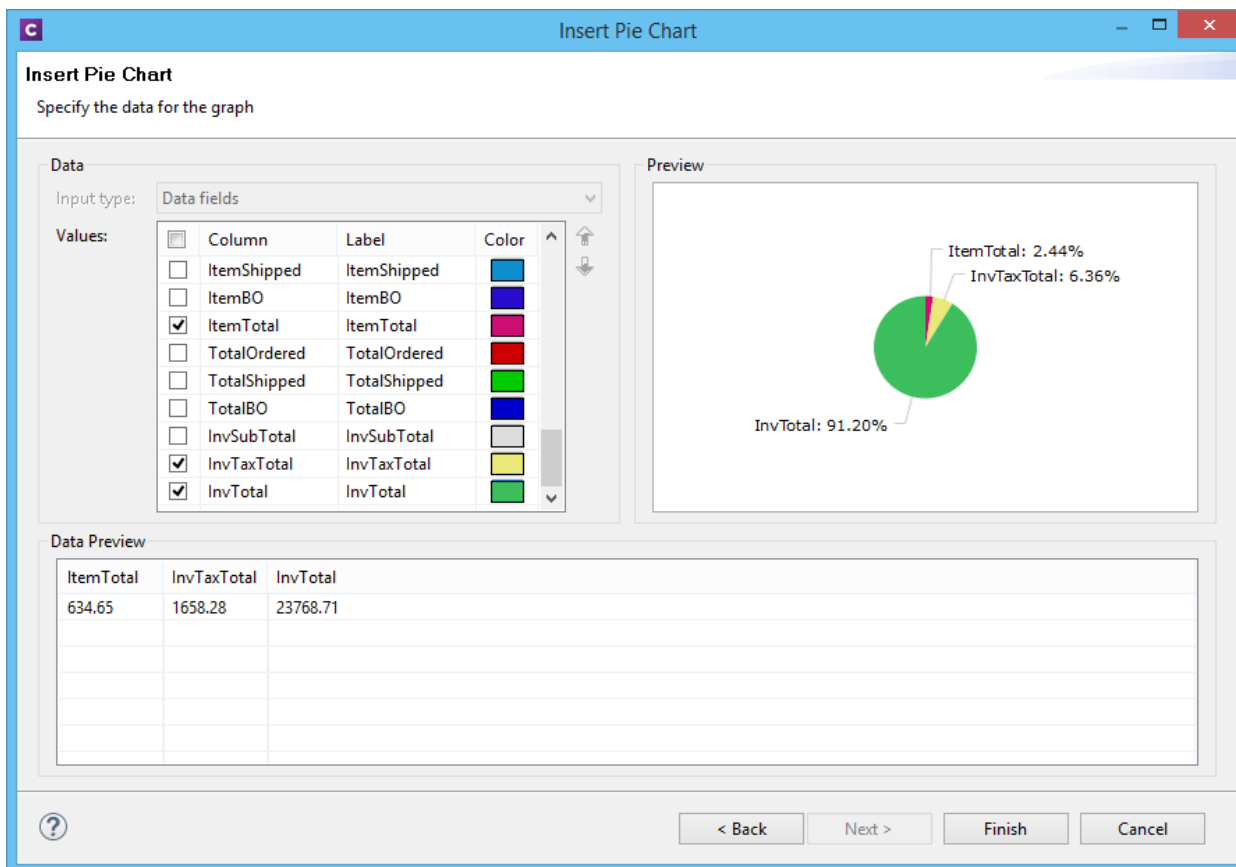 C
Insert Pie Chart
Insert Pie Chart
Specify the data for the graph
Data
Input type: Data fields
Values:
Column Label Color
ItemShipped ItemShipped
ItemBO ItemBO
ItemTotal ItemTotal
TotalOrdered TotalOrdered
TotalShipped TotalShipped
TotalBO TotalBO
InvSubTotal InvSubTotal
InvTaxTotal InvTaxTotal
InvTotal InvTotal
Preview
ItemTotal: 2.44%
InvTaxTotal: 6.36%
InvTotal: 91.20%
Data Preview
ItemTotal InvTaxTotal InvTotal
634.65 1658.28 23768.71
? < Back Next > Finish Cancel